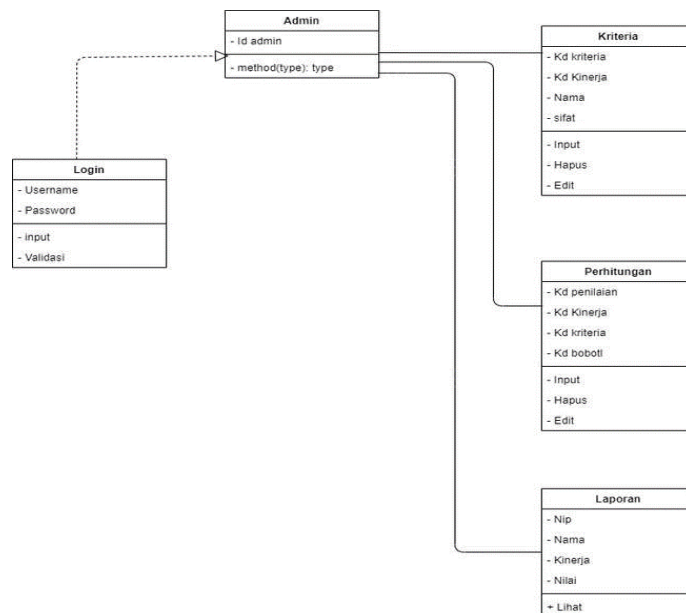 Admin
- Id admin
- method(type): type
Login
- Username
- Password
- input
- Validasi
Kriteria
- Kd kriteria
- Kd Kinerja
- Nama
- sifat
- Input
- Hapus
- Edit
Perhitungan
- Kd penilaian
- Kd Kinerja
- Kd kriteria
- Kd bobotl
- Input
- Hapus
- Edit
Laporan
- Nip
- Nama
- Kinerja
- Nilai
+ Lihat